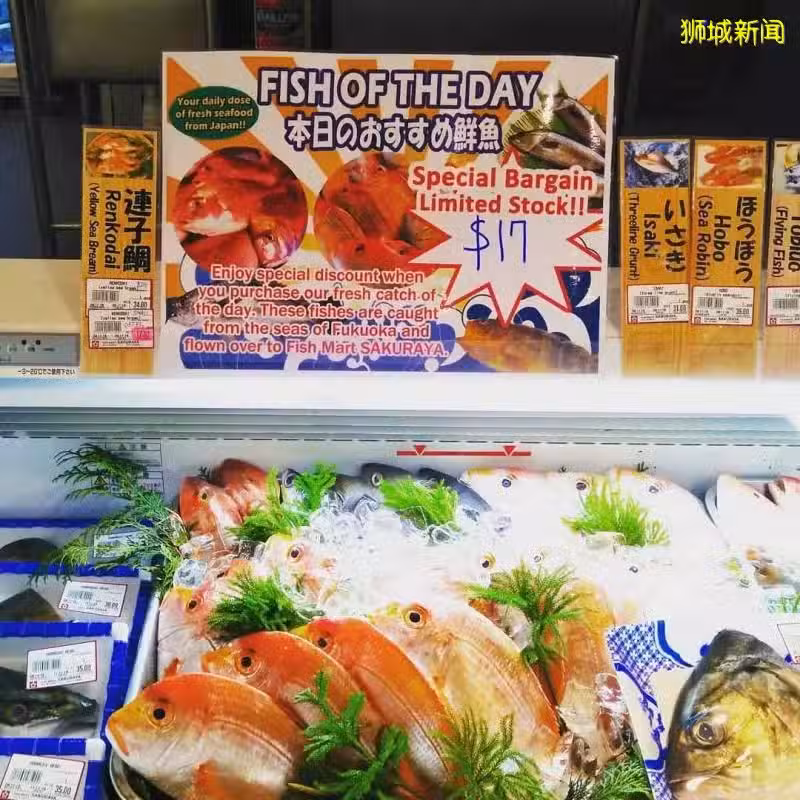 狮城新闻
FISH OF THE DAY
本日のおすすめ鮮魚
Your daily dose
of fresh seafood
from Japan!!
Special Bargain
Limited Stock!!
$17
Enjoy special discount when
you purchase our fresh catch of
the day. These fishes are caught
from the seas of Fukuoka and
flown over to Fish Mart SAKURAYA.
連子鯛
Renkodai
(Yellow Sea Bream)
いさき
Isaki
(Threeline Grunt)
ほうぼう
Hobo
(Sea Robin)
(Flying Fish)
35.00